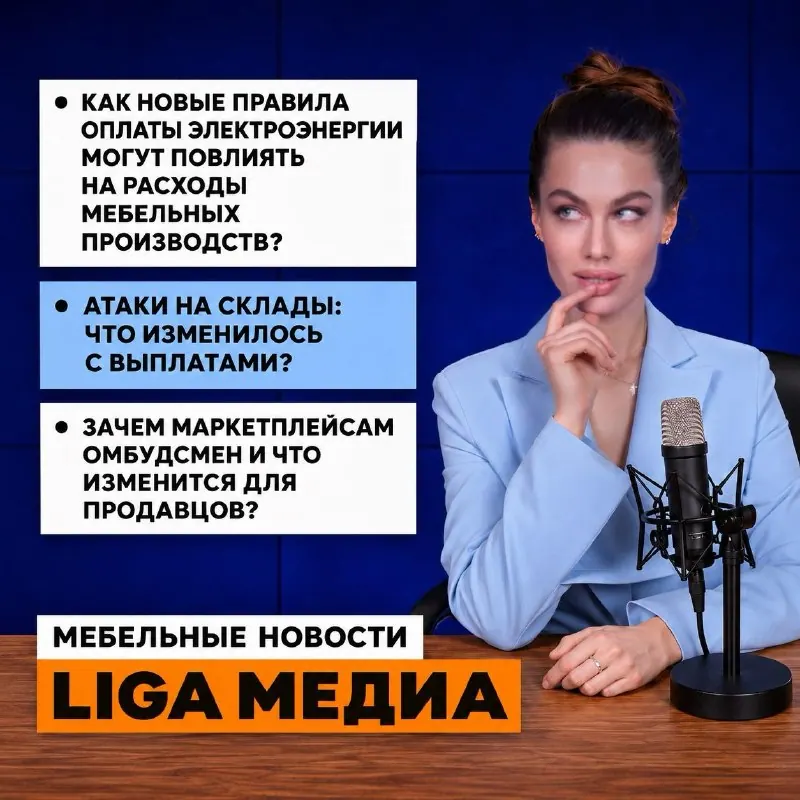 • КАК НОВЫЕ ПРАВИЛА
ОПЛАТЫ ЭЛЕКТРОЭНЕРГИИ
МОГУТ ПОВЛИЯТЬ
НА РАСХОДЫ
МЕБЕЛЬНЫХ
ПРОИЗВОДСТВ?
• АТАКИ НА СКЛАДЫ:
ЧТО ИЗМЕНИЛОСЬ
С ВЫПЛАТАМИ?
• ЗАЧЕМ МАРКЕТПЛЕЙСАМ
ОМБУДСМЕН И ЧТО
ИЗМЕНИТСЯ ДЛЯ
ПРОДАВЦОВ?
МЕБЕЛЬНЫЕ НОВОСТИ
LIGA МЕДИА